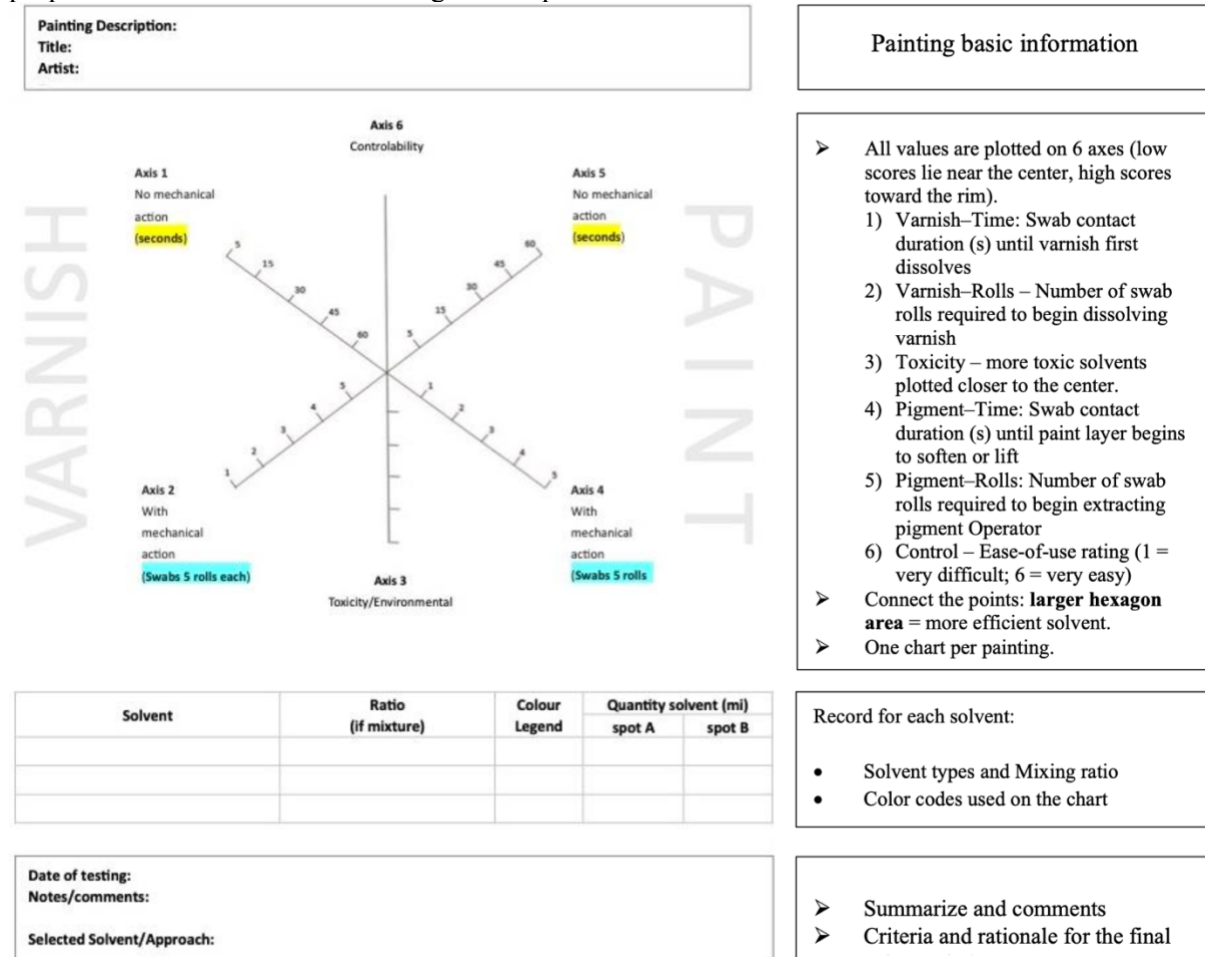 Painting Description:
Title:
Artist:
Painting basic information
Axis 6
Controlability
Axis 1
No mechanical
action
(seconds)
Axis 5
No mechanical
action
(seconds)
5
15
30
45
60
60
45
30
15
5
5
4
3
2
1
1
2
3
4
5
VARNISH
PAINT
Axis 2
With
mechanical
action
(Swabs 5 rolls each)
Axis 4
With
mechanical
action
(Swabs 5 rolls
Axis 3
Toxicity/Environmental
➢ All values are plotted on 6 axes (low
scores lie near the center, high scores
toward the rim).
1) Varnish–Time: Swab contact
duration (s) until varnish first
dissolves
2) Varnish–Rolls – Number of swab
rolls required to begin dissolving
varnish
3) Toxicity – more toxic solvents
plotted closer to the center.
4) Pigment–Time: Swab contact
duration (s) until paint layer begins
to soften or lift
5) Pigment–Rolls: Number of swab
rolls required to begin extracting
pigment Operator
6) Control – Ease-of-use rating (1 =
very difficult; 6 = very easy)
➢ Connect the points: larger hexagon
area = more efficient solvent.
➢ One chart per painting.
Solvent
Ratio
(if mixture)
Colour
Legend
Quantity solvent (mi)
spot A spot B
Record for each solvent:
• Solvent types and Mixing ratio
• Color codes used on the chart
Date of testing:
Notes/comments:
Selected Solvent/Approach:
➢ Summarize and comments
➢ Criteria and rationale for the final